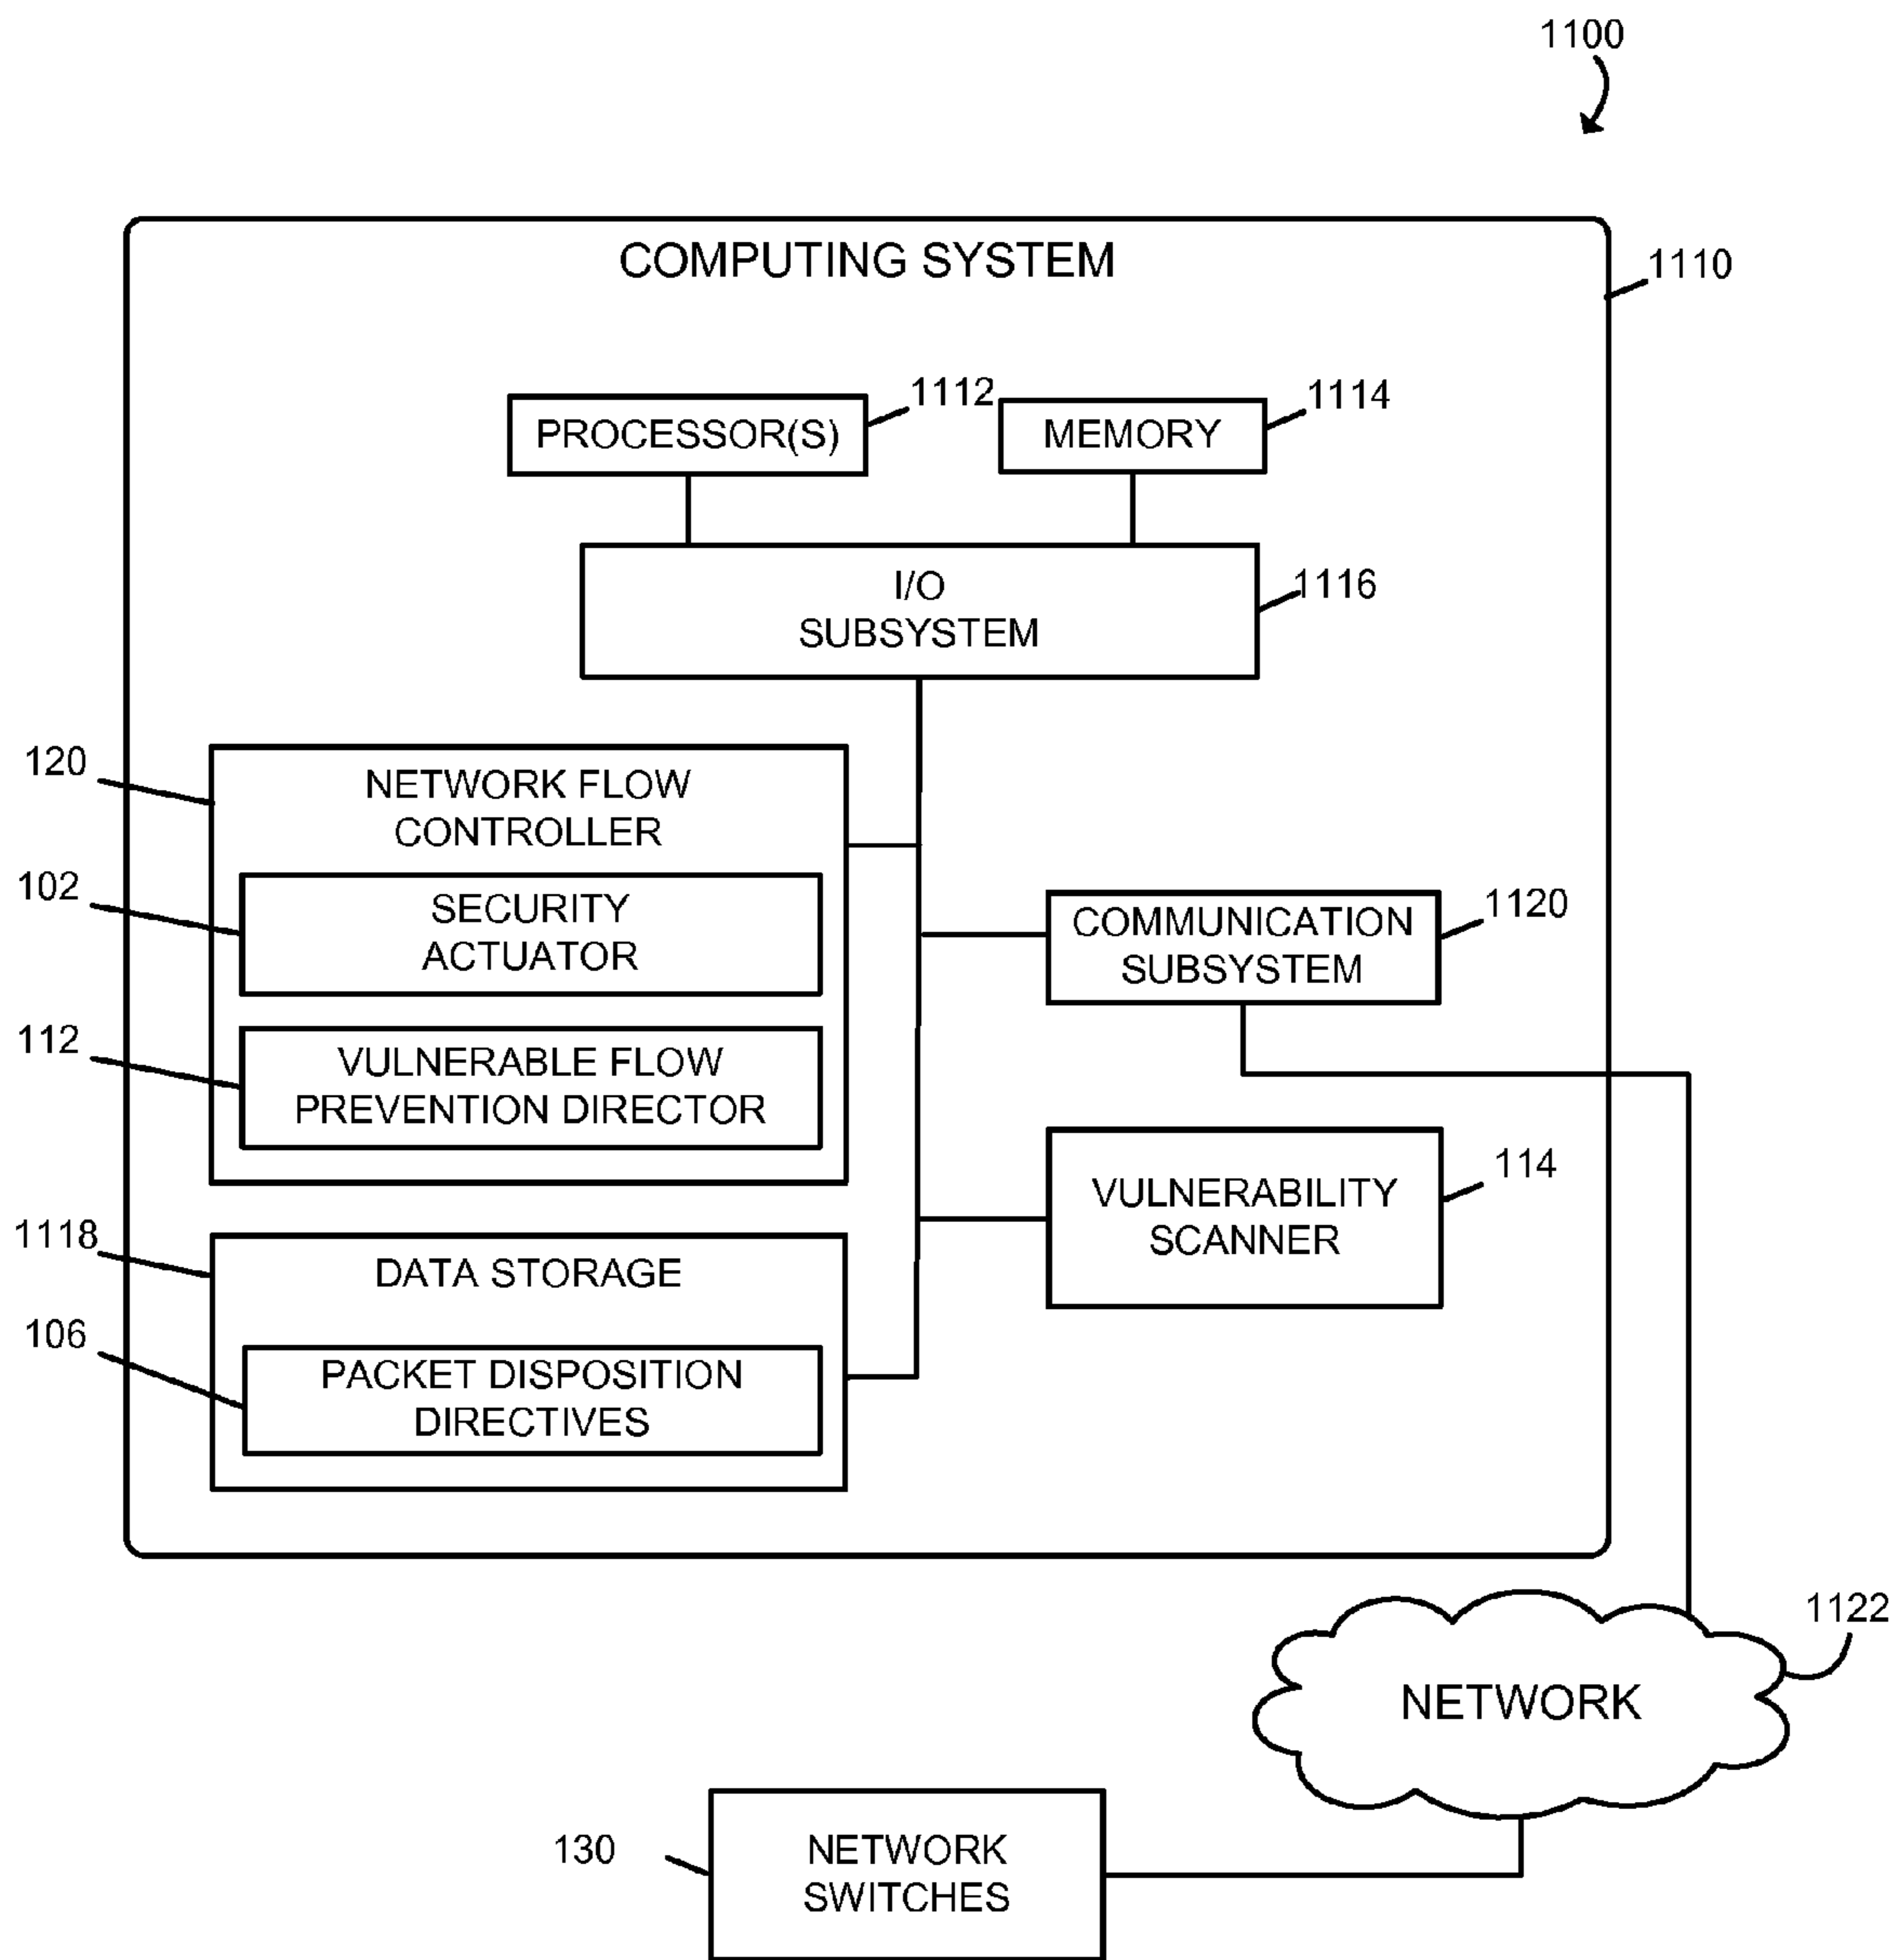 1100
COMPUTING SYSTEM
1110
PROCESSOR(S)
1112
MEMORY
1114
I/O
SUBSYSTEM
1116
120
NETWORK FLOW
CONTROLLER
102
SECURITY
ACTUATOR
112
VULNERABLE FLOW
PREVENTION DIRECTOR
COMMUNICATION
SUBSYSTEM
1120
VULNERABILITY
SCANNER
114
1118
DATA STORAGE
106
PACKET DISPOSITION
DIRECTIVES
NETWORK
1122
130
NETWORK
SWITCHES